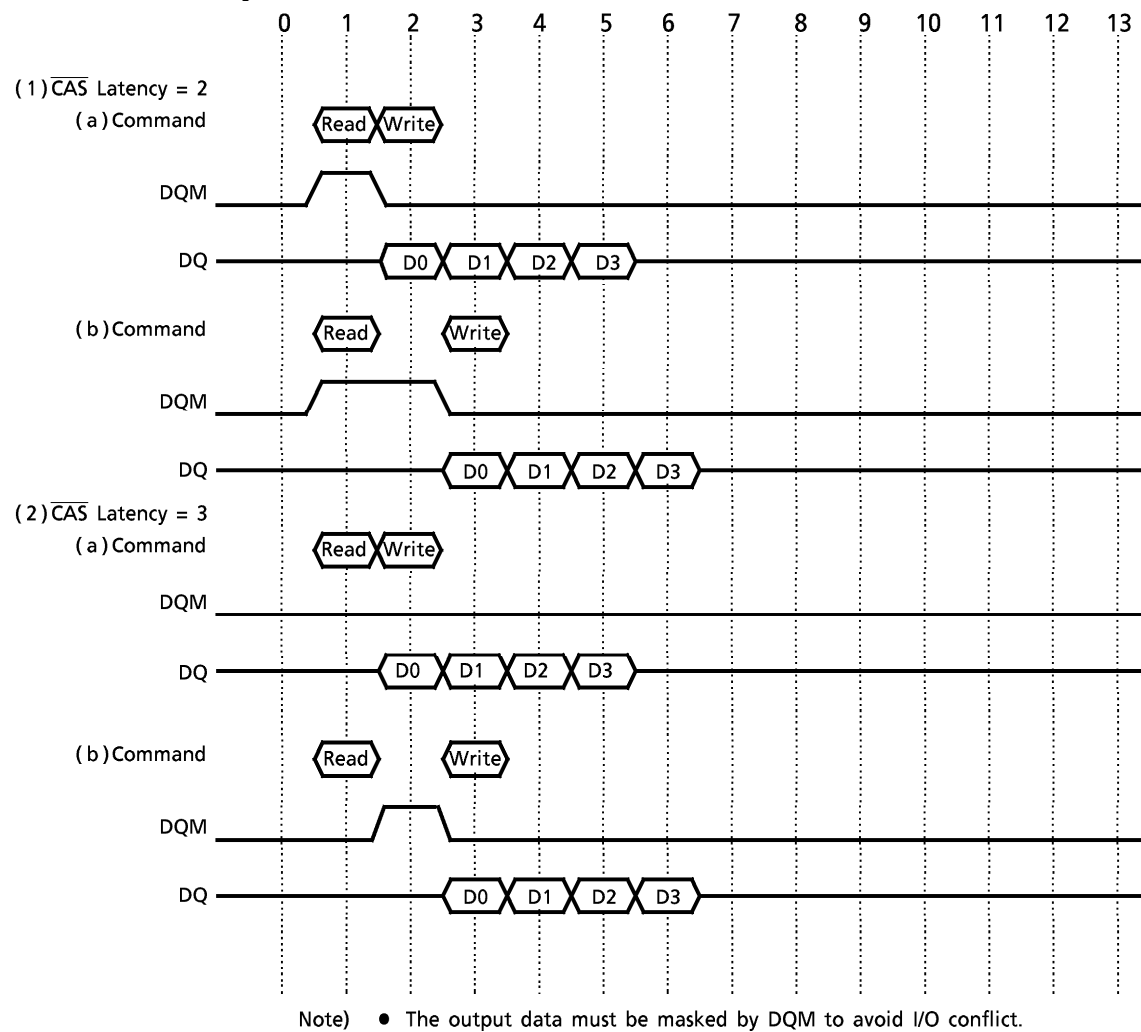 0 1 2 3 4 5 6 7 8 9 10 11 12 13
(1) CAS Latency = 2
(a) Command Read Write
DQM
DQ D0 D1 D2 D3
(b) Command Read Write
DQM
DQ D0 D1 D2 D3
(2) CAS Latency = 3
(a) Command Read Write
DQM
DQ D0 D1 D2 D3
(b) Command Read Write
DQM
DQ D0 D1 D2 D3
Note) ● The output data must be masked by DQM to avoid I/O conflict.